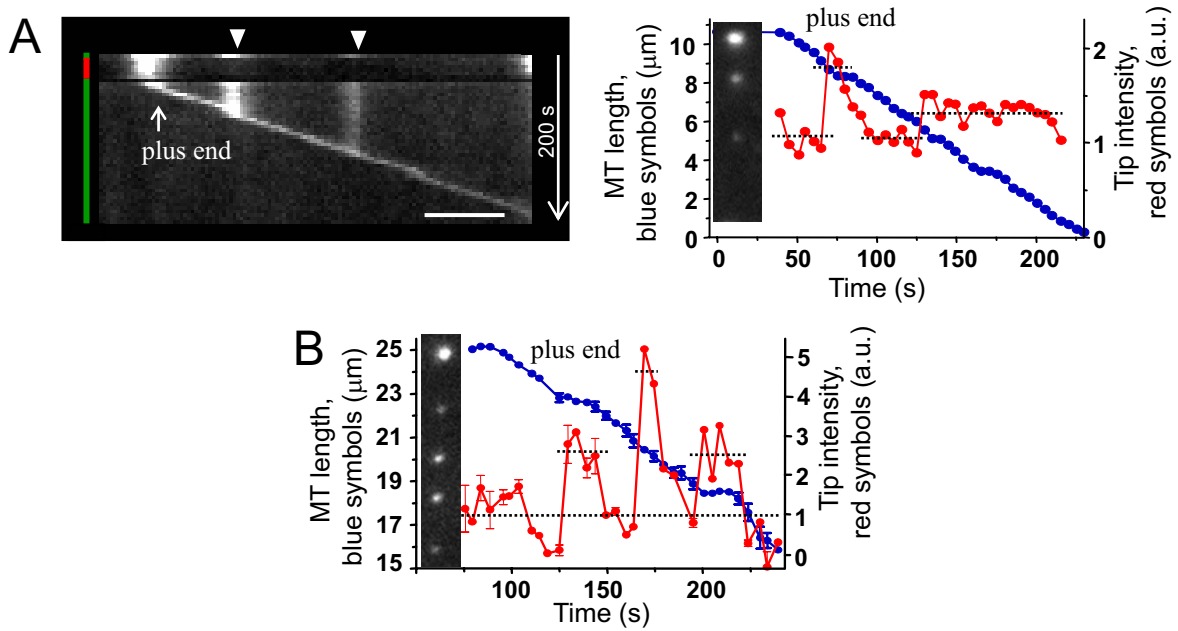 A
plus end
200 s
plus end
MT length,
blue symbols (μm)
10
8
6
4
2
0
0
50
100
150
200
Time (s)
2
1
0
Tip intensity,
red symbols (a.u.)
B
plus end
MT length,
blue symbols (μm)
25
23
21
19
17
15
100
150
200
Time (s)
5
4
3
2
1
0
Tip intensity,
red symbols (a.u.)